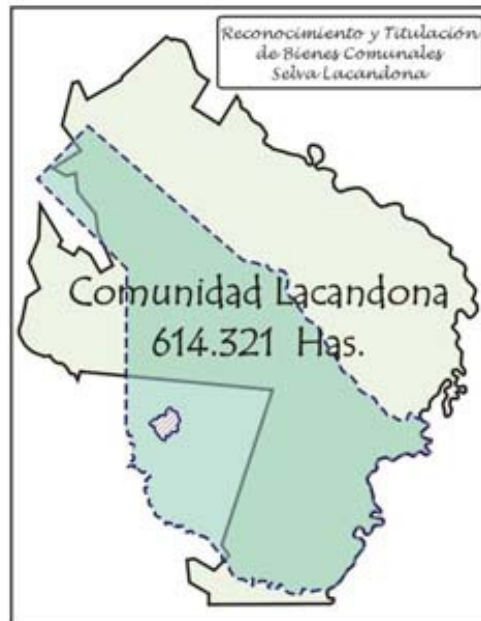 Reconocimiento y Titulación
de Bienes Comunales
Selva Lacandona
Comunidad Lacandona
614.321 Has.